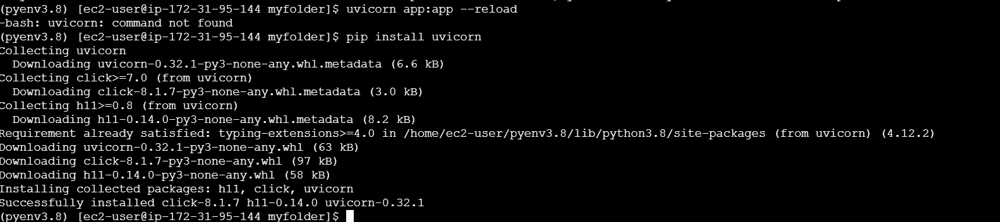 (pyenv3.8) [ec2-user@ip-172-31-95-144 myfolder]$ uvicorn app:app --reload
-bash: uvicorn: command not found
(pyenv3.8) [ec2-user@ip-172-31-95-144 myfolder]$ pip install uvicorn
Collecting uvicorn
  Downloading uvicorn-0.32.1-py3-none-any.whl.metadata (6.6 kB)
Collecting click>=7.0 (from uvicorn)
  Downloading click-8.1.7-py3-none-any.whl.metadata (3.0 kB)
Collecting h11>=0.8 (from uvicorn)
  Downloading h11-0.14.0-py3-none-any.whl.metadata (8.2 kB)
Requirement already satisfied: typing-extensions>=4.0 in /home/ec2-user/pyenv3.8/lib/python3.8/site-packages (from uvicorn) (4.12.2)
Downloading uvicorn-0.32.1-py3-none-any.whl (63 kB)
Downloading click-8.1.7-py3-none-any.whl (97 kB)
Downloading h11-0.14.0-py3-none-any.whl (58 kB)
Installing collected packages: h11, click, uvicorn
Successfully installed click-8.1.7 h11-0.14.0 uvicorn-0.32.1
(pyenv3.8) [ec2-user@ip-172-31-95-144 myfolder]$